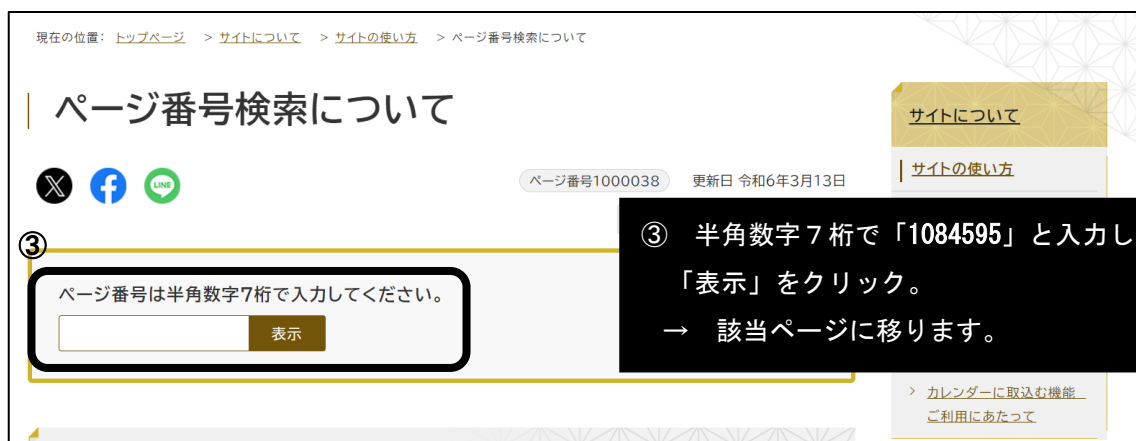 現在の位置： トップページ > サイトについて > サイトの使い方 > ページ番号検索について
ページ番号検索について
LINE
ページ番号1000038 更新日 令和6年3月13日
③
ページ番号は半角数字7桁で入力してください。
表示
③ 半角数字７桁で「1084595」と入力し
「表示」をクリック。
→ 該当ページに移ります。
サイトについて
サイトの使い方
> カレンダーに取込む機能
ご利用にあたって